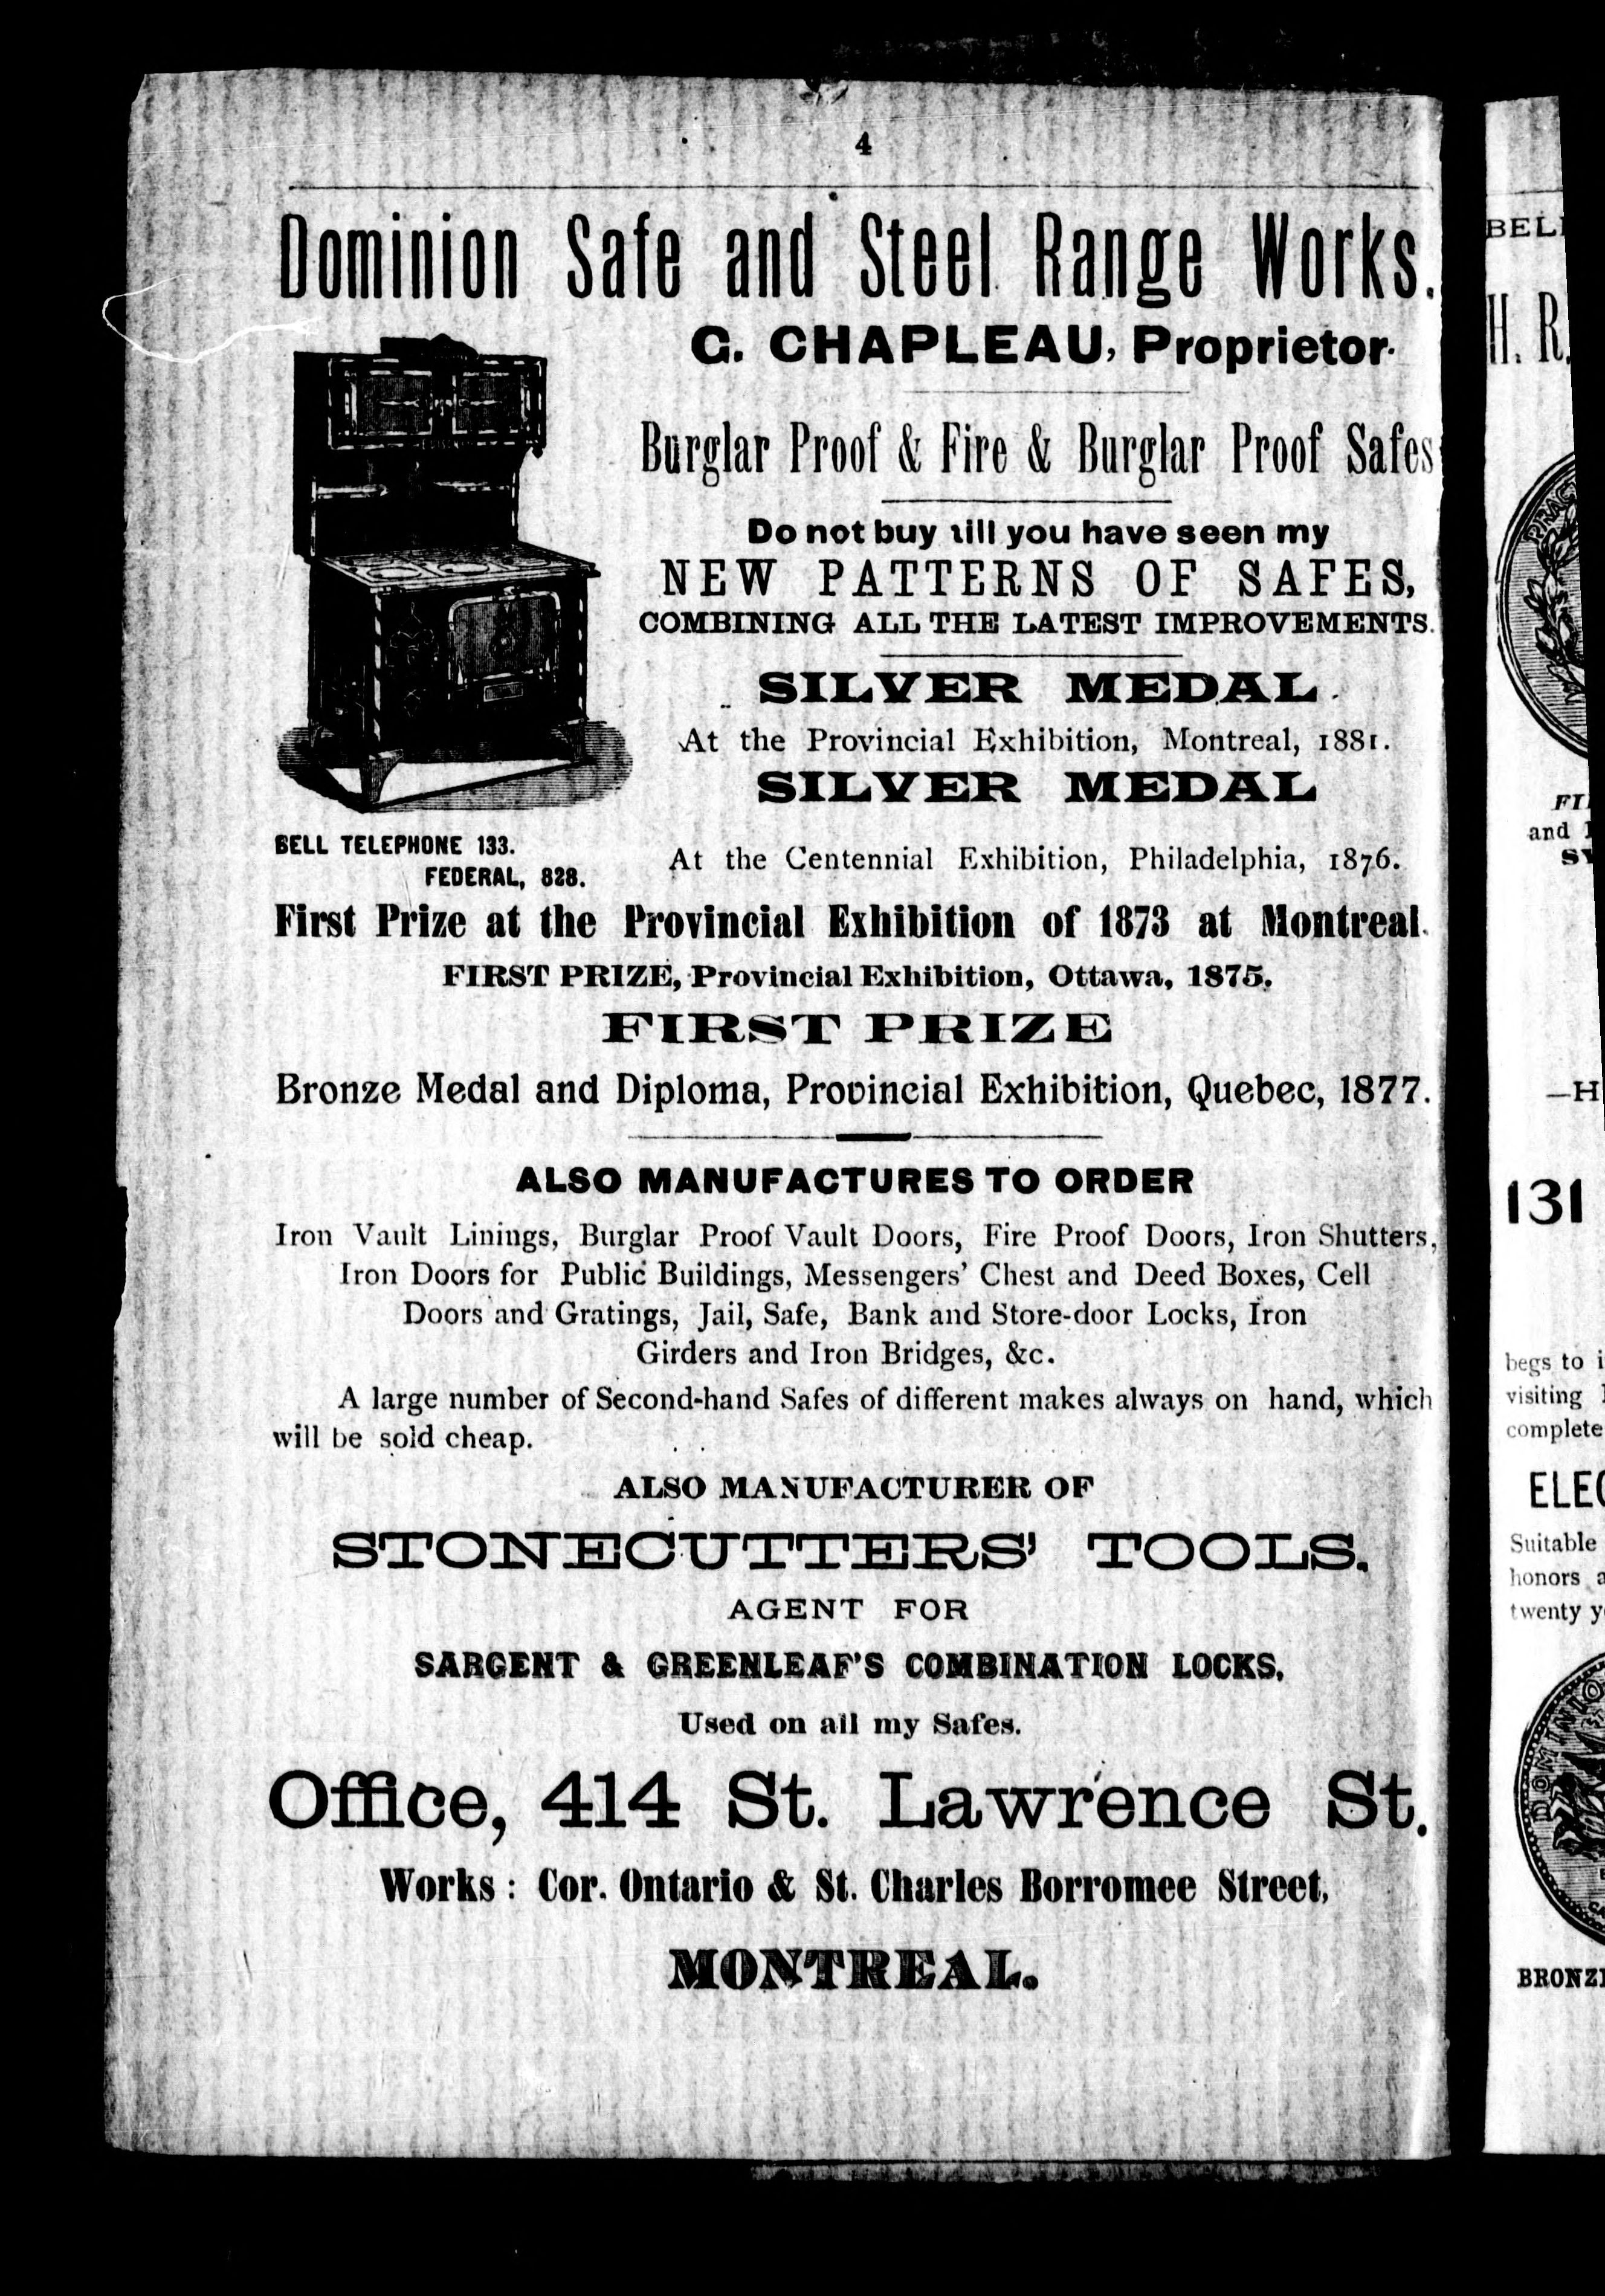 4
Dominion Safe and Steel Range Works.
C. CHAPLEAU, Proprietor.
Burglar Proof & Fire & Burglar Proof Safes
Do not buy till you have seen my
NEW PATTERNS OF SAFES,
COMBINING ALL THE LATEST IMPROVEMENTS.
SILVER MEDAL
At the Provincial Exhibition, Montreal, 1881.
SILVER MEDAL
At the Centennial Exhibition, Philadelphia, 1876.
BELL TELEPHONE 133.
FEDERAL, 828.
First Prize at the Provincial Exhibition of 1873 at Montreal.
FIRST PRIZE, Provincial Exhibition, Ottawa, 1875.
FIRST PRIZE
Bronze Medal and Diploma, Provincial Exhibition, Quebec, 1877.
ALSO MANUFACTURES TO ORDER
Iron Vault Linings, Burglar Proof Vault Doors, Fire Proof Doors, Iron Shutters,
Iron Doors for Public Buildings, Messengers' Chest and Deed Boxes, Cell
Doors and Gratings, Jail, Safe, Bank and Store-door Locks, Iron
Girders and Iron Bridges, &c.
A large number of Second-hand Safes of different makes always on hand, which
will be sold cheap.
ALSO MANUFACTURER OF
STONECUTTERS' TOOLS.
AGENT FOR
SARGENT & GREENLEAF'S COMBINATION LOCKS,
Used on all my Safes.
Office, 414 St. Lawrence St.
Works: Cor. Ontario & St. Charles Borromee Street,
MONTREAL.
H. R.
and
131
begs to
visiting
complete
Suitable
honors
twenty